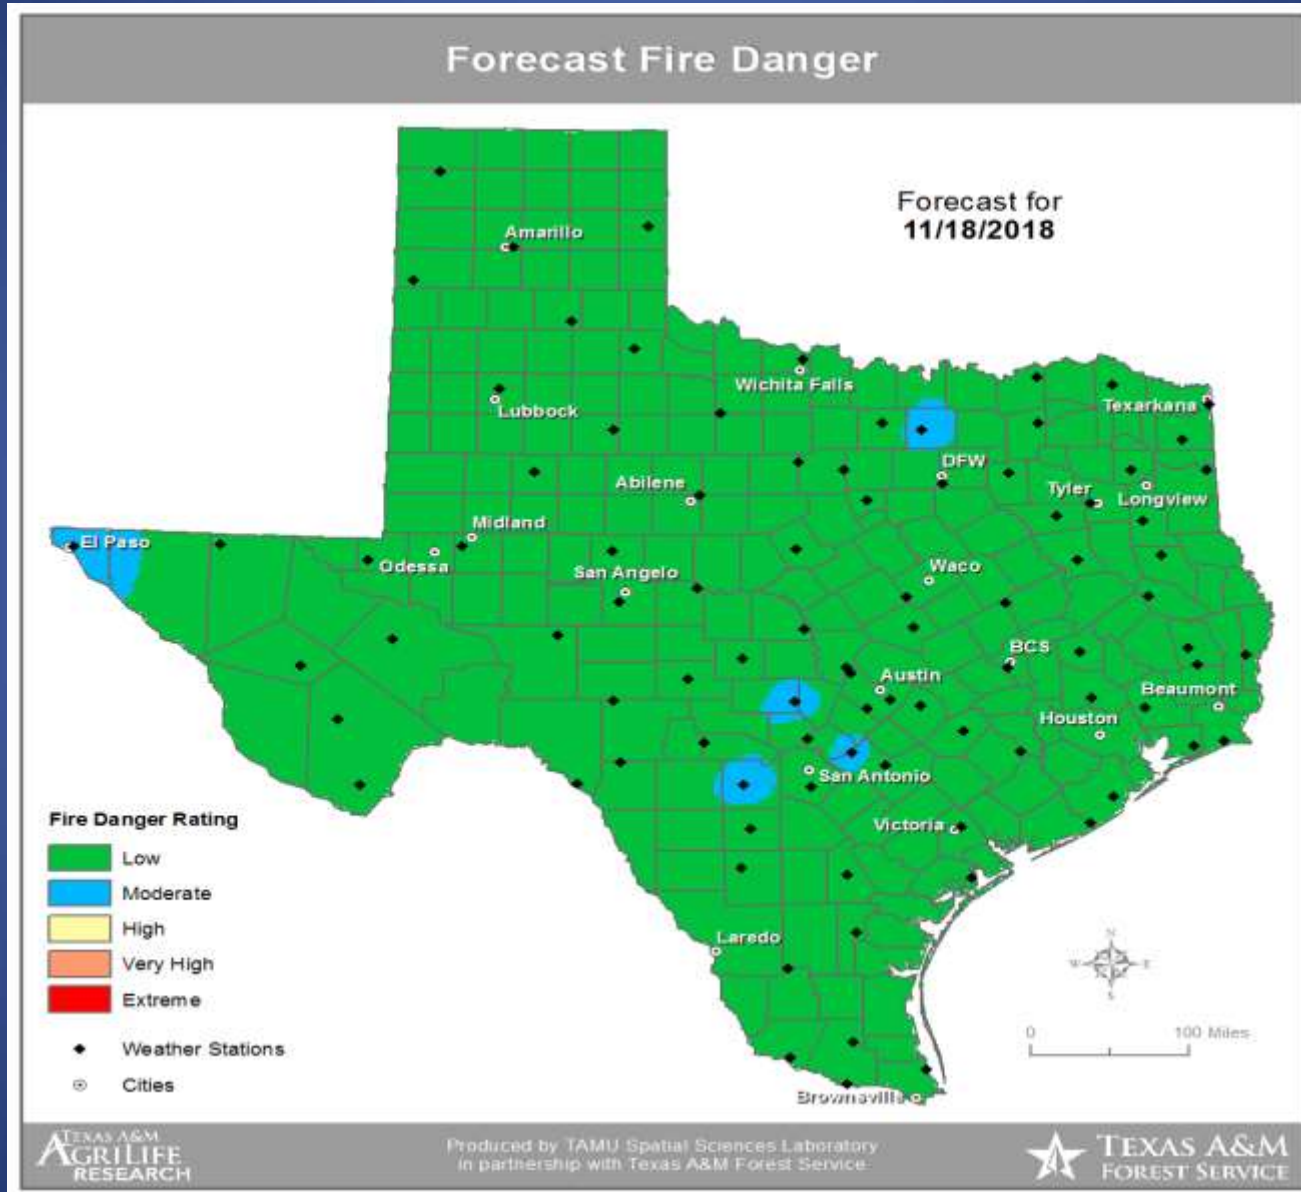 Forecast Fire Danger
Forecast for
11/18/2018
Amarillo
Wichita Falls
Lubbock
Texarkana
DFW
Abilene
Tyler
Longview
Midland
El Paso
Odessa
San Angelo
Waco
BCS
Austin
Beaumont
Houston
San Antonio
Victoria
Laredo
Brownsville
Fire Danger Rating
Low
Moderate
High
Very High
Extreme
Weather Stations
Cities
N
W
E
S
0
100 Miles
TEXAS A&M
AGRILIFE
RESEARCH
Produced by TAMU Spatial Sciences Laboratory
in partnership with Texas A&M Forest Service
TEXAS A&M
FOREST SERVICE